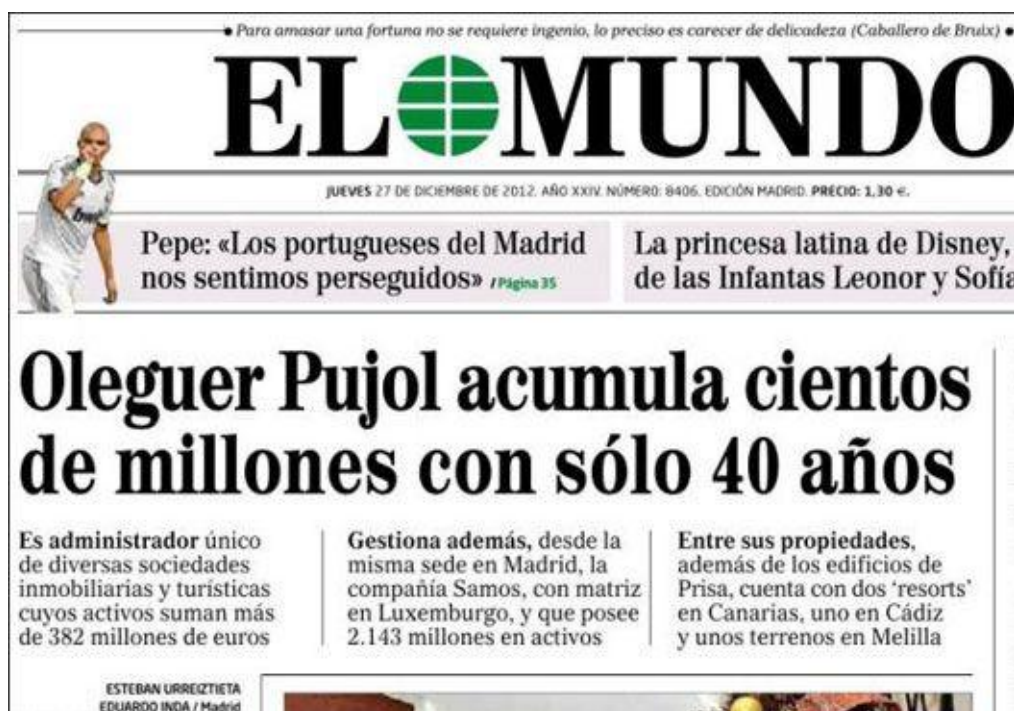 ● Para amasar una fortuna no se requiere ingenio, lo preciso es carecer de delicadeza (Caballero de Bruix) ●
EL MUNDO
JUEVES 27 DE DICIEMBRE DE 2012. AÑO XXIV. NÚMERO: 8406. EDICIÓN MADRID. PRECIO: 1,30 €.
Pepe: «Los portugueses del Madrid
nos sentimos perseguidos» / Página 35
La princesa latina de Disney,
de las Infantas Leonor y Sofía
Oleguer Pujol acumula cientos
de millones con sólo 40 años
Es administrador único
de diversas sociedades
inmobiliarias y turísticas
cuyos activos suman más
de 382 millones de euros
Gestiona además, desde la
misma sede en Madrid, la
compañía Samos, con matriz
en Luxemburgo, y que posee
2.143 millones en activos
Entre sus propiedades,
además de los edificios de
Prisa, cuenta con dos ‘resorts’
en Canarias, uno en Cádiz
y unos terrenos en Melilla
ESTEBAN URREIZTIETA
EDUARDO INDA / Madrid